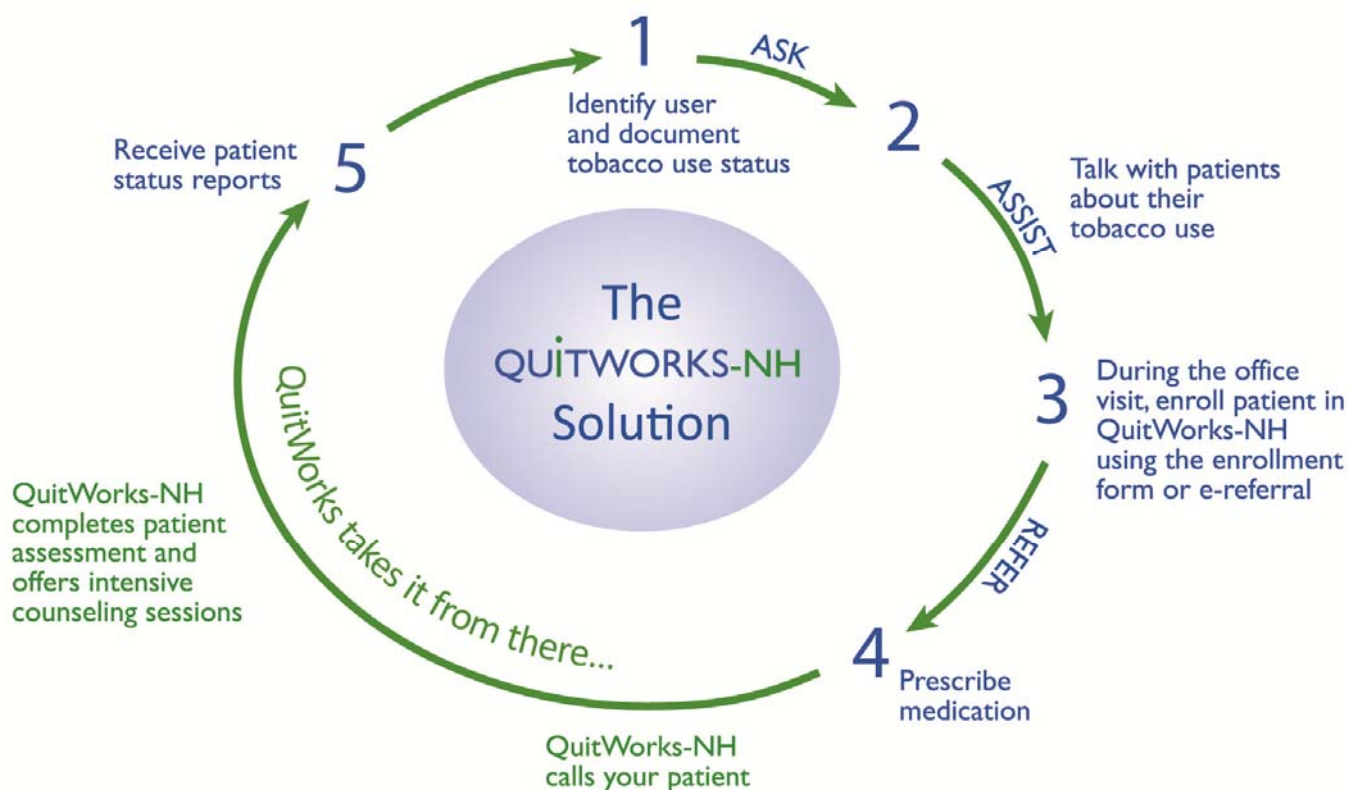 1
Identify user
and document
tobacco use status
ASK
2
Talk with patients
about their
tobacco use
ASSIST
3
During the office
visit, enroll patient in
QuitWorks-NH
using the enrollment
form or e-referral
REFER
4
Prescribe
medication
QuitWorks takes it from there...
QuitWorks-NH
calls your patient
QuitWorks-NH
completes patient
assessment and
offers intensive
counseling sessions
5
Receive patient
status reports
The
QUiTWORKS-NH
Solution